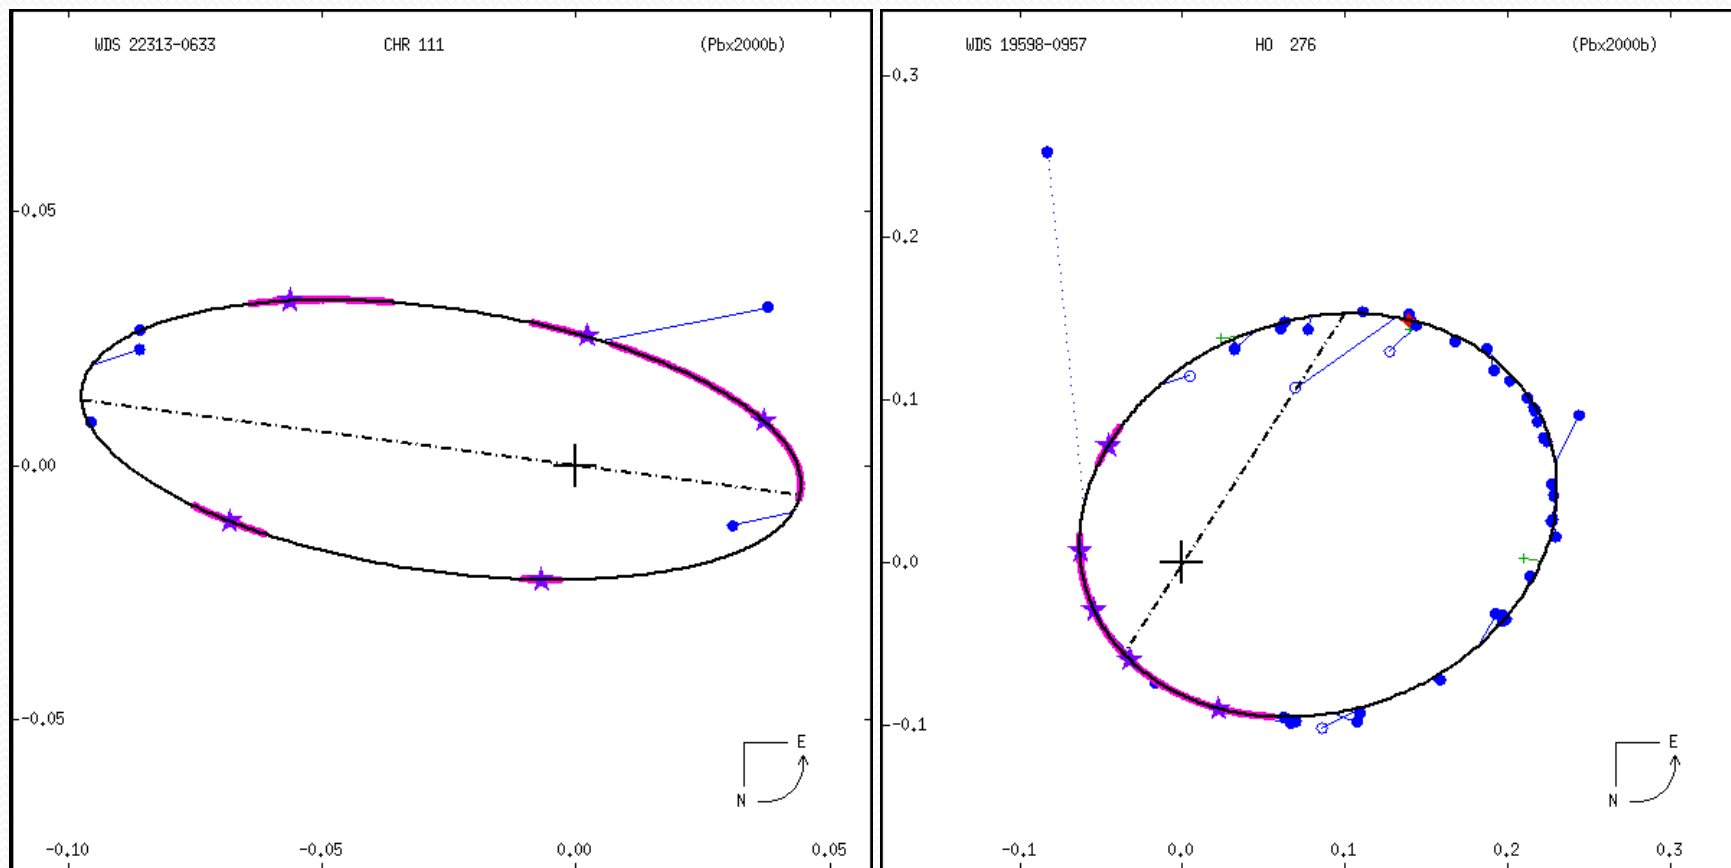 WDS 22313-0633 CHR 111 (Pbx2000b)
0.05
0.00
-0.05
E
N
-0.10 -0.05 0.00 0.05
WDS 19598-0957 HO 276 (Pbx2000b)
0.3
0.2
0.1
0.0
-0.1
E
N
-0.1 0.0 0.1 0.2 0.3